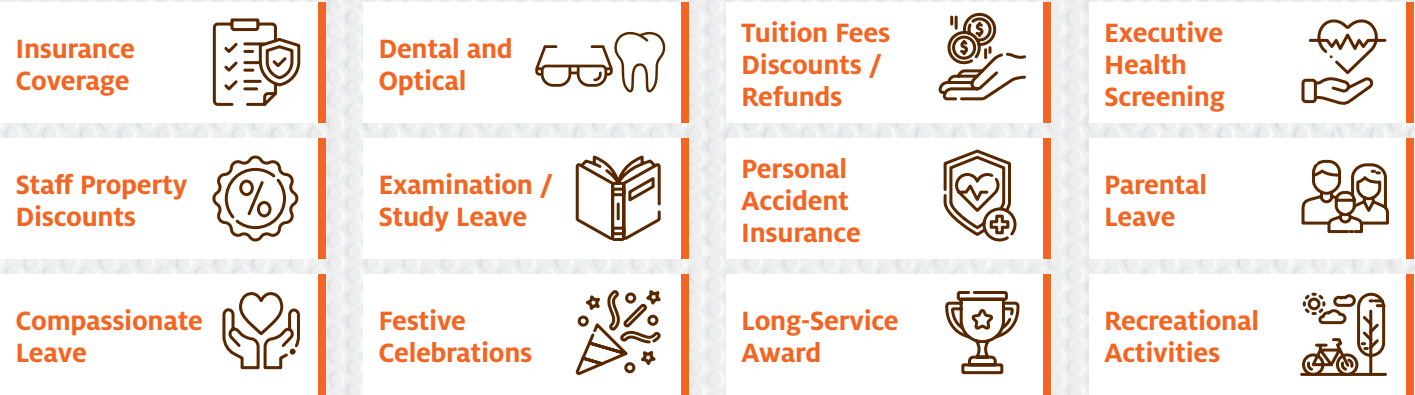 Insurance
Coverage
Dental and
Optical
Tuition Fees
Discounts /
Refunds
Executive
Health
Screening
Staff Property
Discounts
Examination /
Study Leave
Personal
Accident
Insurance
Parental
Leave
Compassionate
Leave
Festive
Celebrations
Long-Service
Award
Recreational
Activities